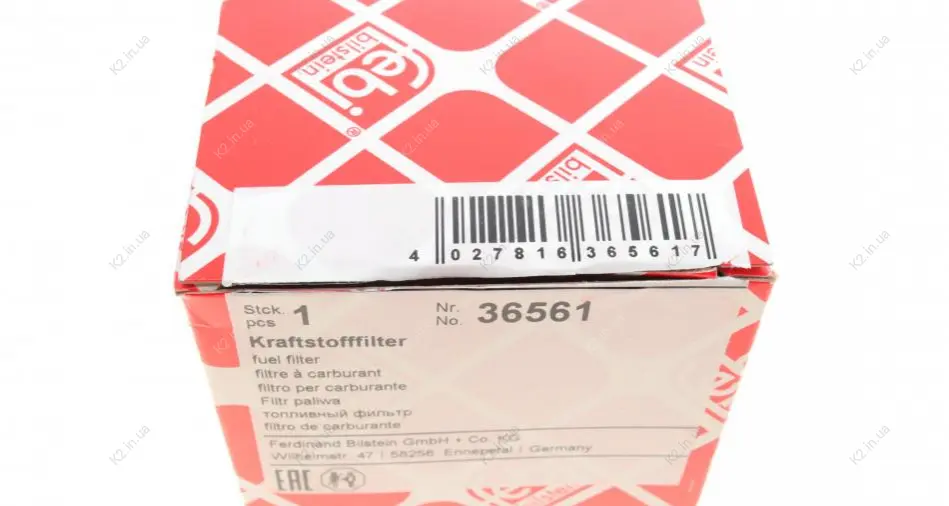 febi
bilstein
®
bilstein
4 027816 365617
Stck. 1 Nr. 36561
pcs No.
Kraftstofffilter
fuel filter
filtre à carburant
filtro per carburante
Filtr paliwa
топливный фильтр
filtro de carburante
Ferdinand Bilstein GmbH + Co. KG
Wilhelmstr. 47 | 58256 Ennepetal | Germany
EAC
K2.in.ua